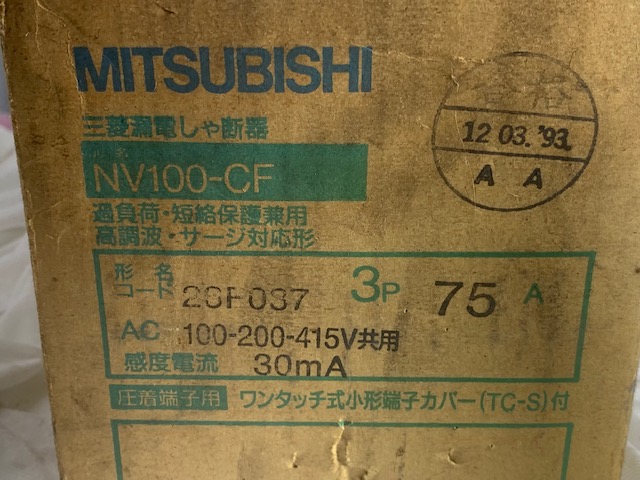 MITSUBISHI
三菱漏電しゃ断器
NV100-CF
過負荷・短絡保護兼用
高調波・サージ対応形
合格
12 03.'93.
A A
形名
コード 3P 75 A
AC 100-200-415V共用
感度電流 30mA
圧着端子用 ワンタッチ式小形端子カバー(TC-S)付